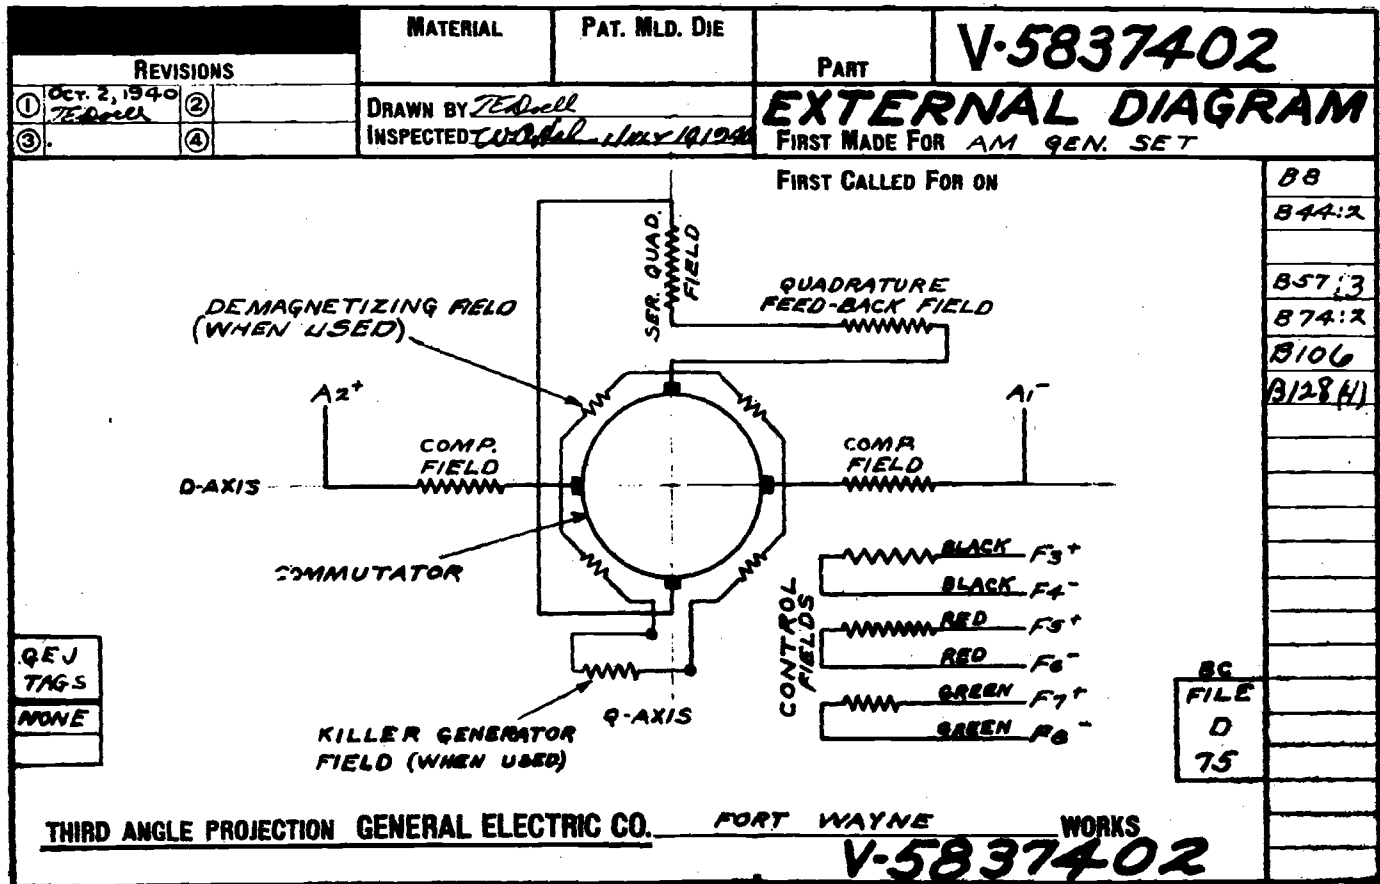 MATERIAL
PAT. MLD. DIE
PART
V-5837402
REVISIONS
① OCT. 2, 1940 ②
TEDoell
③ ④
DRAWN BY TEDoell
INSPECTED
EXTERNAL DIAGRAM
FIRST MADE FOR AM GEN. SET
FIRST CALLED FOR ON
B8
B44:2
B57:3
B74:2
B106
B128(H)
SER. QUAD.
FIELD
QUADRATURE
FEED-BACK FIELD
DEMAGNETIZING FIELD
(WHEN USED)
A2+
A1-
COMP.
FIELD
COMP.
FIELD
D-AXIS
COMMUTATOR
CONTROL
FIELDS
BLACK F3+
BLACK F4-
RED F5+
RED F6-
GREEN F7+
GREEN F8-
Q-AXIS
KILLER GENERATOR
FIELD (WHEN USED)
GEJ
TAGS
NONE
BC
FILE
D
75
THIRD ANGLE PROJECTION GENERAL ELECTRIC CO. FORT WAYNE WORKS
V-5837402